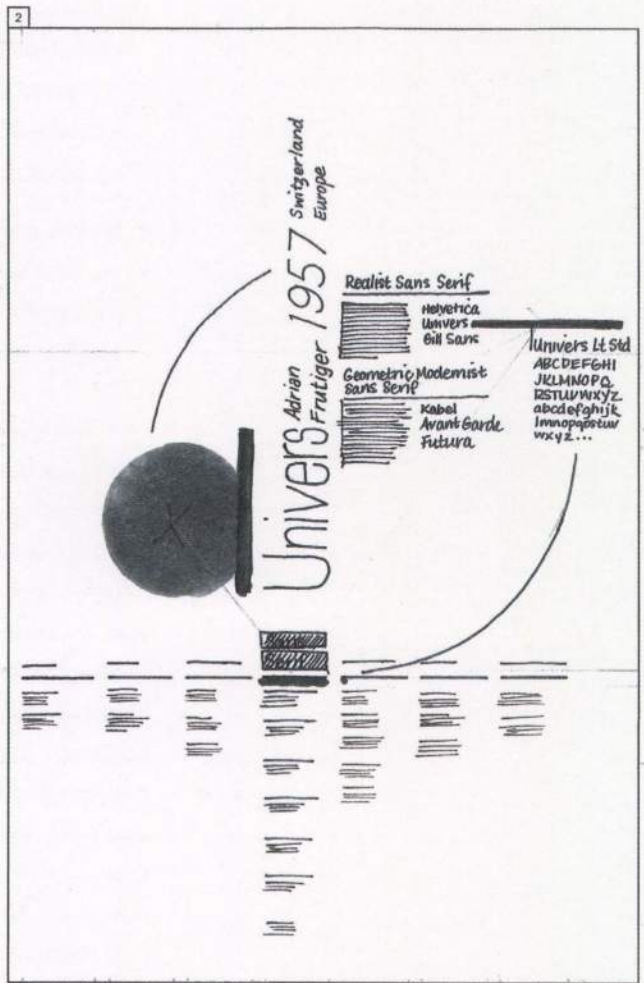 2
Univers
Adrian
Frutiger 1957
Switzerland
Europe
Realist Sans Serif
Helvetica
Univers
Gill Sans
Geometric Modernist
Sans Serif
Kabel
Avant Garde
Futura
Univers Lt Std
ABCDEFGHI
JKLMNOPQ
RSTUVWXYZ
abcdefghijk
lmnopqpstuv
wxyz...